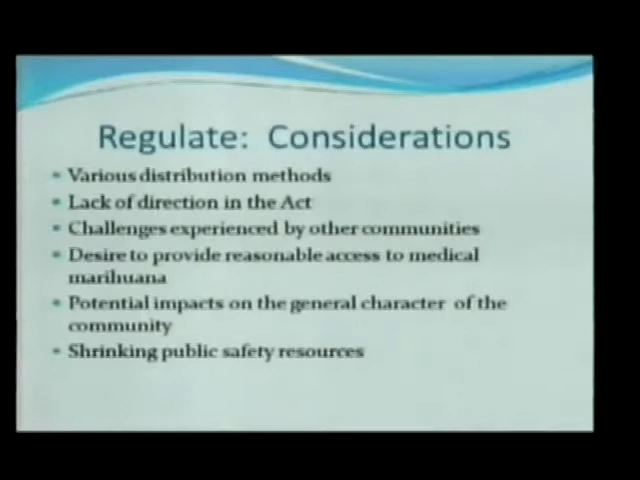 Regulate: Considerations
• Various distribution methods
• Lack of direction in the Act
• Challenges experienced by other communities
• Desire to provide reasonable access to medical
marihuana
• Potential impacts on the general character of the
community
• Shrinking public safety resources